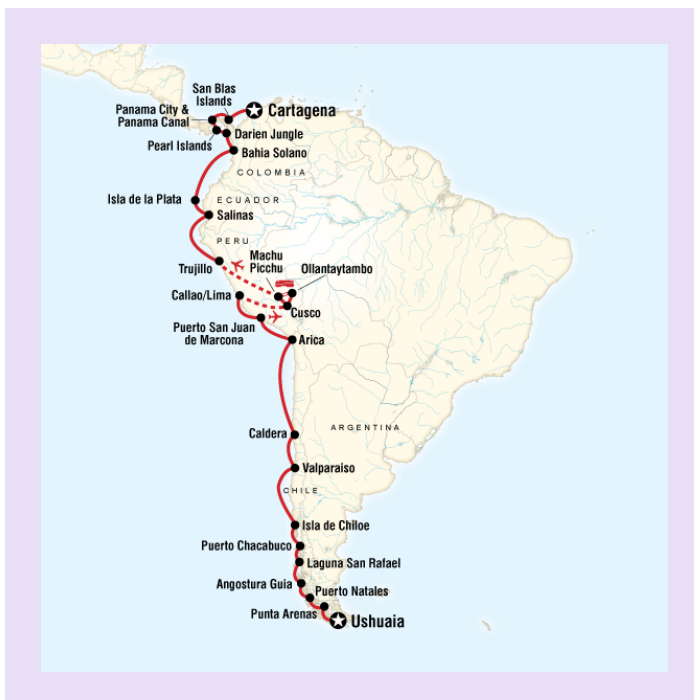 San Blas
Islands
Cartagena
Panama City &
Panama Canal
Darien Jungle
Pearl Islands
Bahia Solano
COLOMBIA
Isla de la Plata
ECUADOR
Salinas
PERU
Machu
Picchu
Ollantaytambo
Trujillo
Callao/Lima
Cusco
Puerto San Juan
de Marcona
Arica
ARGENTINA
Caldera
Valparaiso
CHILE
Isla de Chiloe
Puerto Chacabuco
Laguna San Rafael
Angostura Guia
Puerto Natales
Punta Arenas
Ushuaia